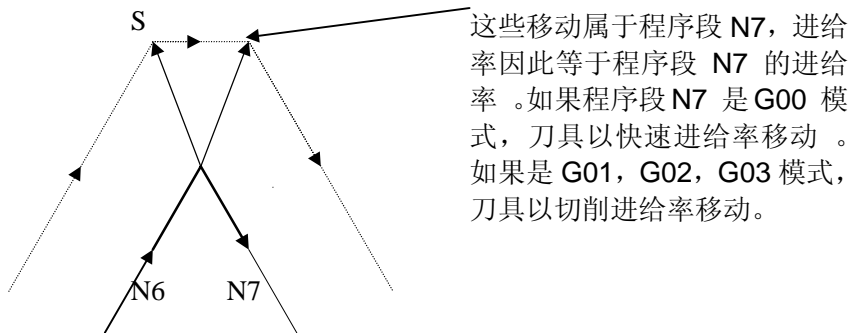 S
这些移动属于程序段 N7，进给
率因此等于程序段 N7 的进给
率 。如果程序段 N7 是 G00 模
式，刀具以快速进给率移动 。
如果是 G01，G02，G03 模式，
刀具以切削进给率移动。
N6 N7